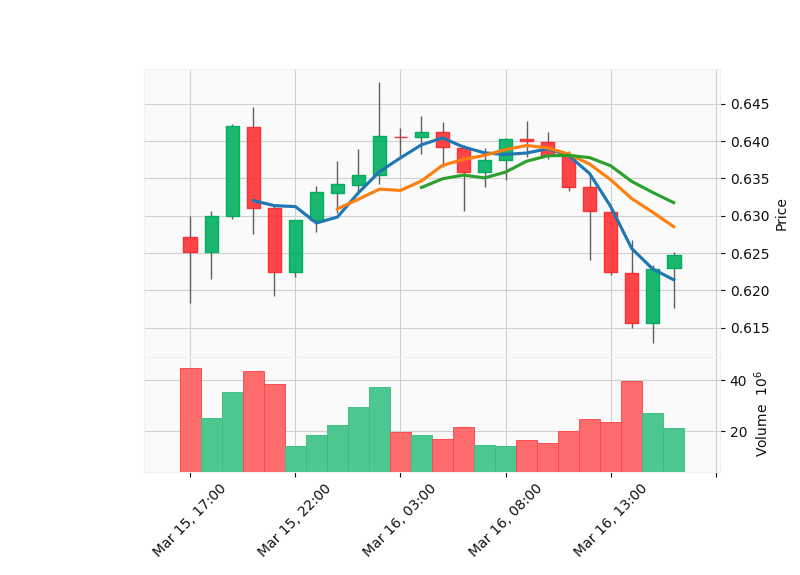 0.645
0.640
0.635
0.630
0.625
0.620
0.615
Price
40
20
Volume 10⁶
Mar 15, 17:00
Mar 15, 22:00
Mar 16, 03:00
Mar 16, 08:00
Mar 16, 13:00